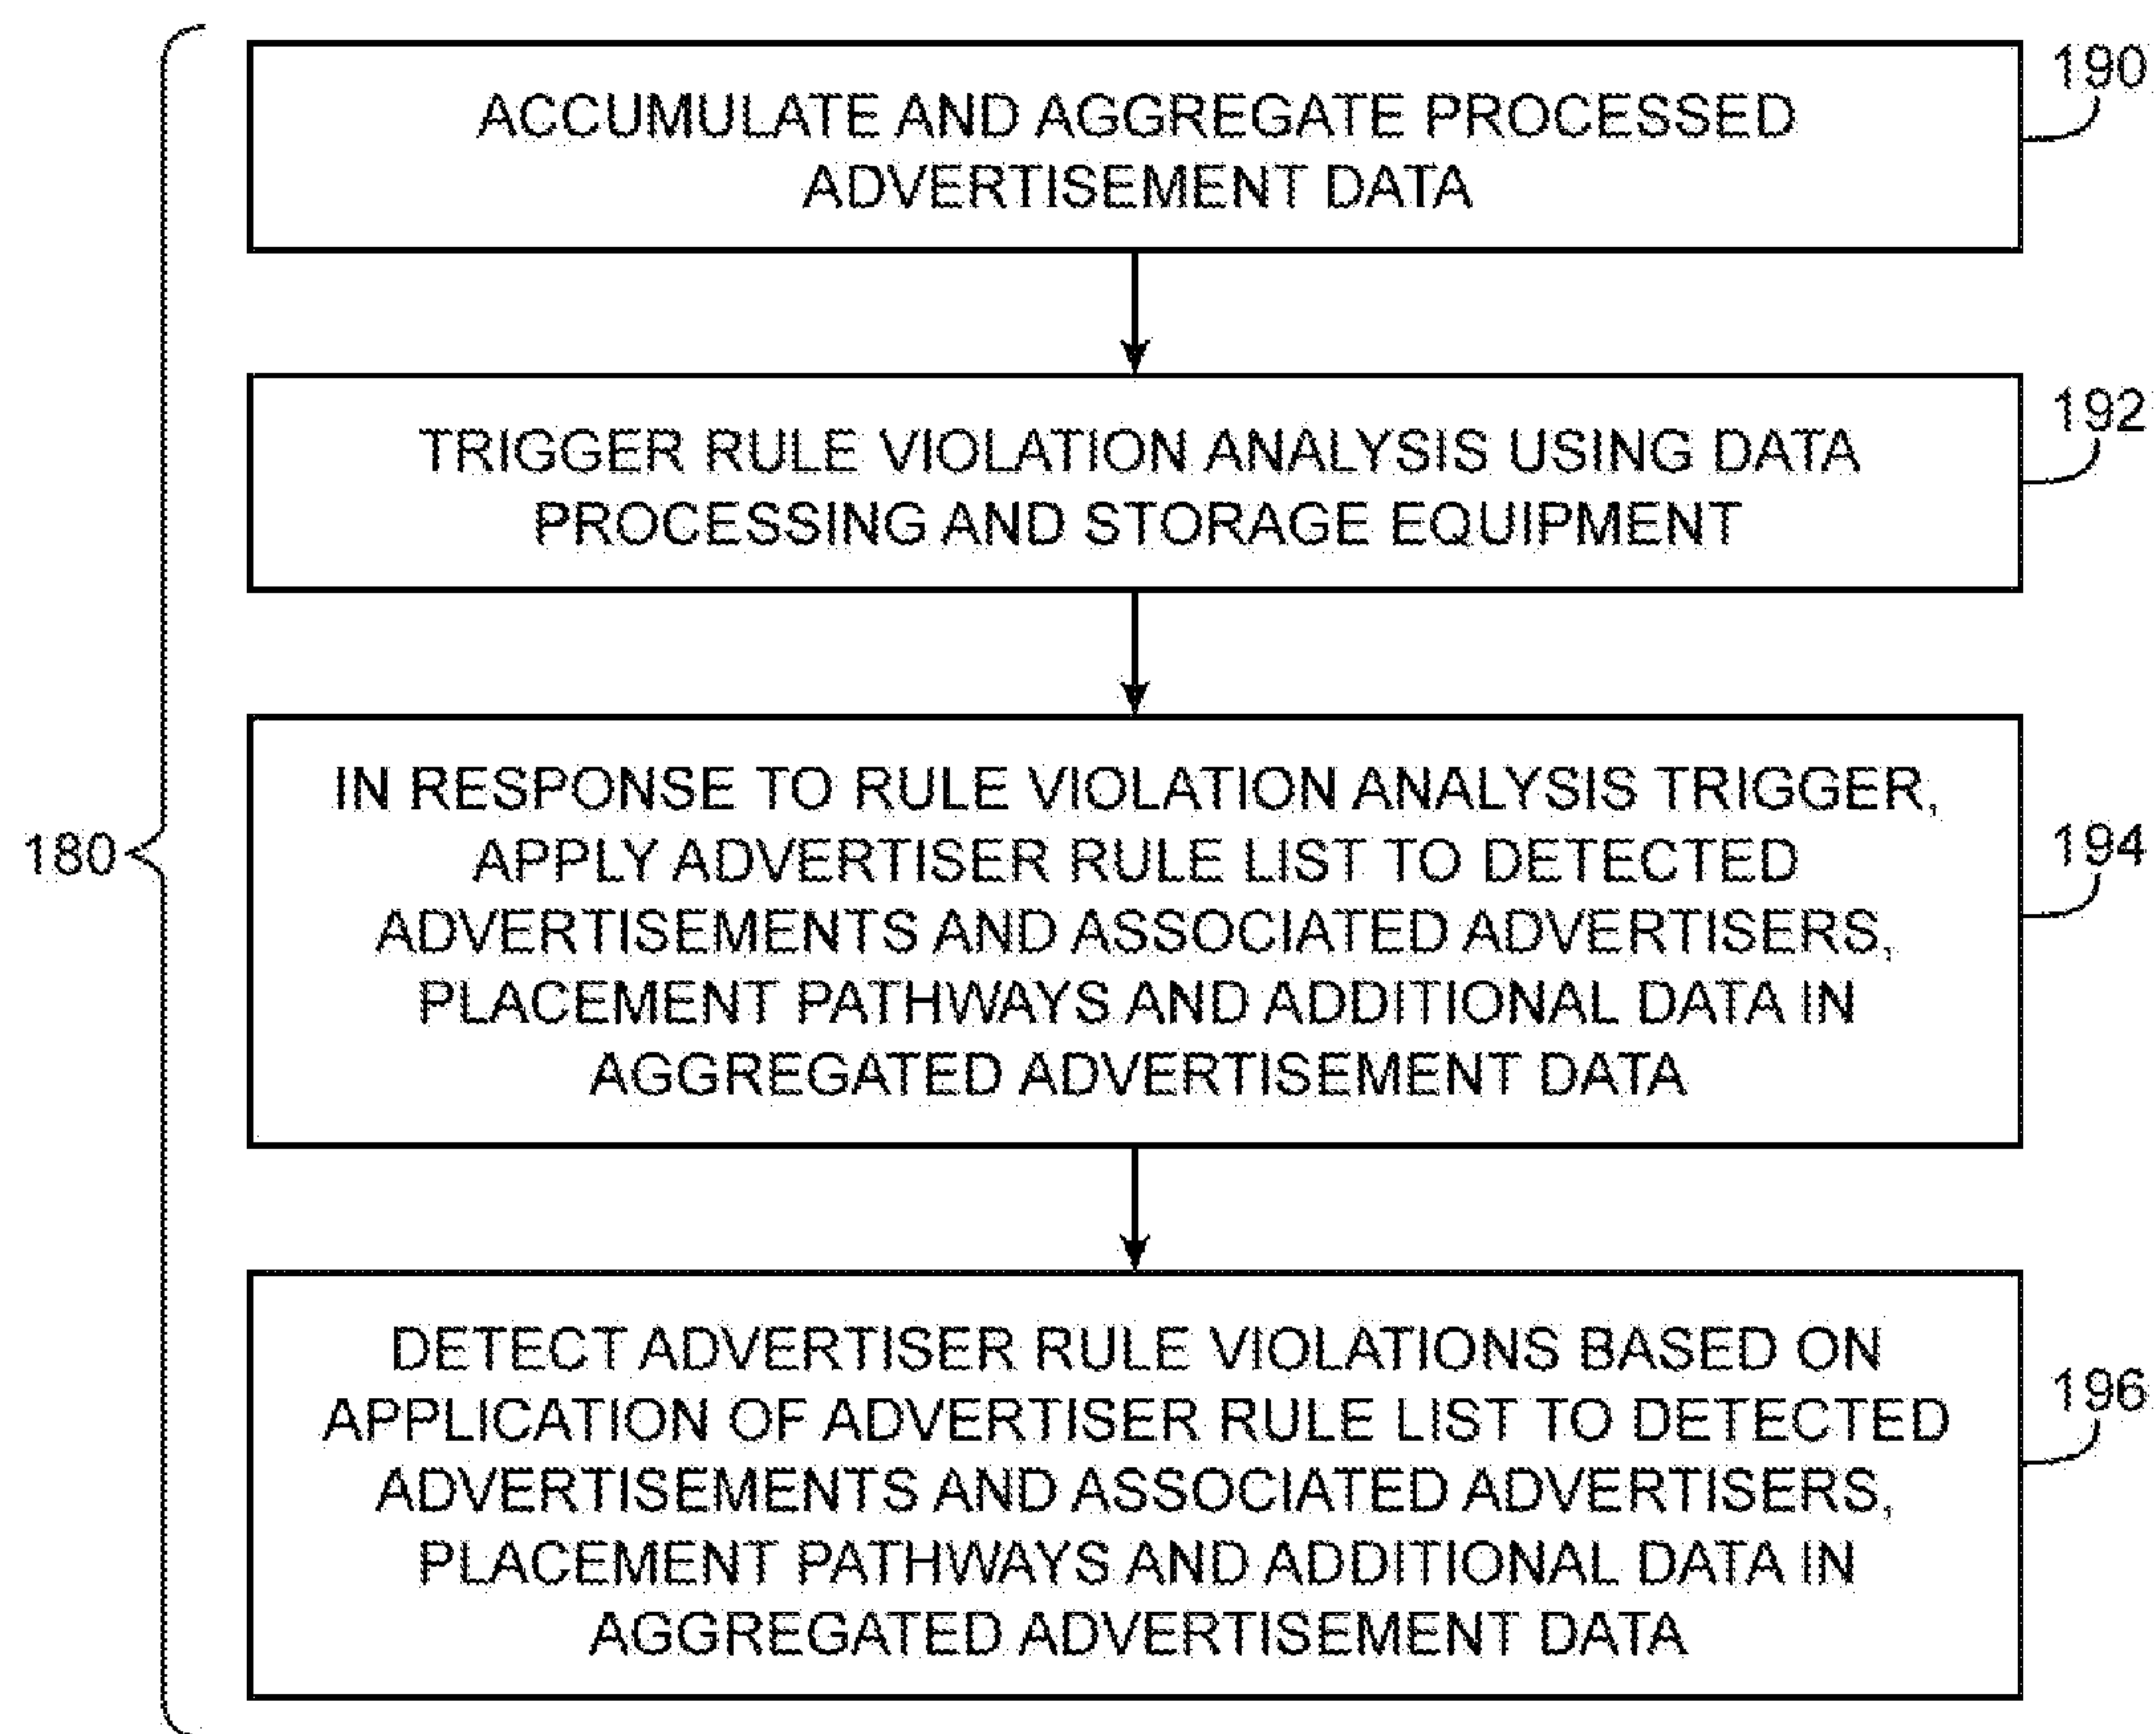 190
ACCUMULATE AND AGGREGATE PROCESSED
ADVERTISEMENT DATA
192
TRIGGER RULE VIOLATION ANALYSIS USING DATA
PROCESSING AND STORAGE EQUIPMENT
180
194
IN RESPONSE TO RULE VIOLATION ANALYSIS TRIGGER,
APPLY ADVERTISER RULE LIST TO DETECTED
ADVERTISEMENTS AND ASSOCIATED ADVERTISERS,
PLACEMENT PATHWAYS AND ADDITIONAL DATA IN
AGGREGATED ADVERTISEMENT DATA
196
DETECT ADVERTISER RULE VIOLATIONS BASED ON
APPLICATION OF ADVERTISER RULE LIST TO DETECTED
ADVERTISEMENTS AND ASSOCIATED ADVERTISERS,
PLACEMENT PATHWAYS AND ADDITIONAL DATA IN
AGGREGATED ADVERTISEMENT DATA